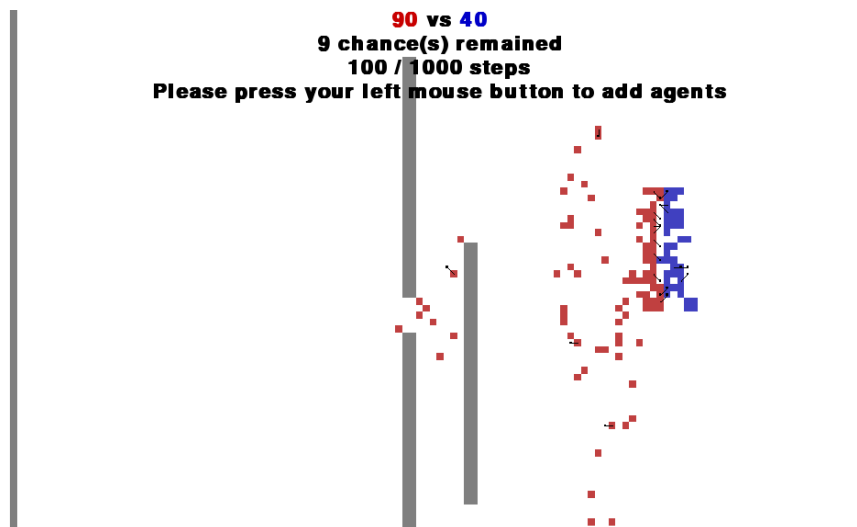 90 vs 40
9 chance(s) remained
100 / 1000 steps
Please press your left mouse button to add agents